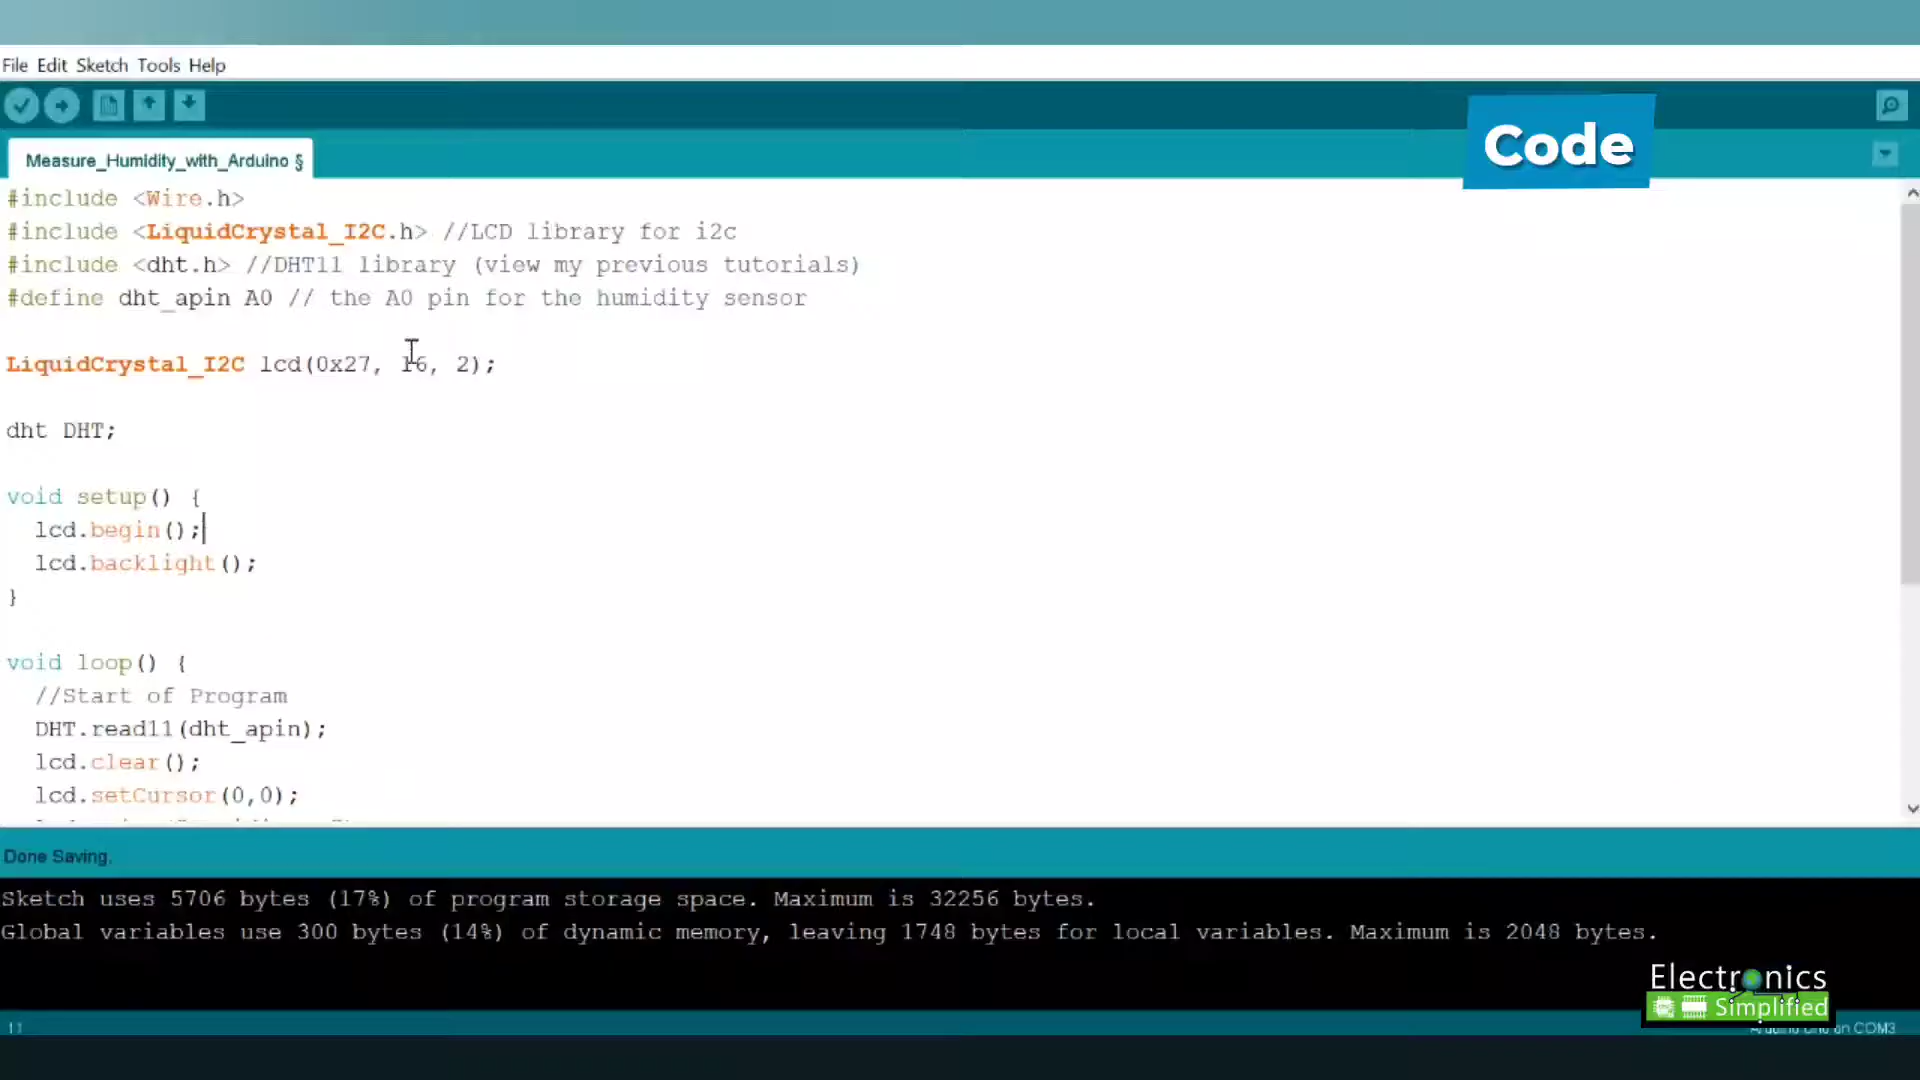 File Edit Sketch Tools Help
Code
Measure_Humidity_with_Arduino §
#include <Wire.h>
#include <LiquidCrystal_I2C.h> //LCD library for i2c
#include <dht.h> //DHT11 library (view my previous tutorials)
#define dht_apin A0 // the A0 pin for the humidity sensor
LiquidCrystal_I2C lcd(0x27, 16, 2);
dht DHT;
void setup() {
lcd.begin();
lcd.backlight();
}
void loop() {
//Start of Program
DHT.read11(dht_apin);
lcd.clear();
lcd.setCursor(0,0);
Done Saving.
Sketch uses 5706 bytes (17%) of program storage space. Maximum is 32256 bytes.
Global variables use 300 bytes (14%) of dynamic memory, leaving 1748 bytes for local variables. Maximum is 2048 bytes.
Electronics
Simplified
11
Arduino Uno on COM3